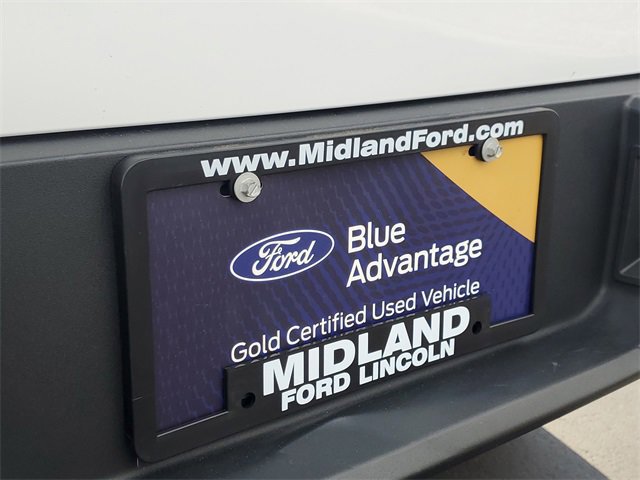 www.MidlandFord.com
Ford
Blue
Advantage
Gold Certified Used Vehicle
MIDLAND
FORD LINCOLN